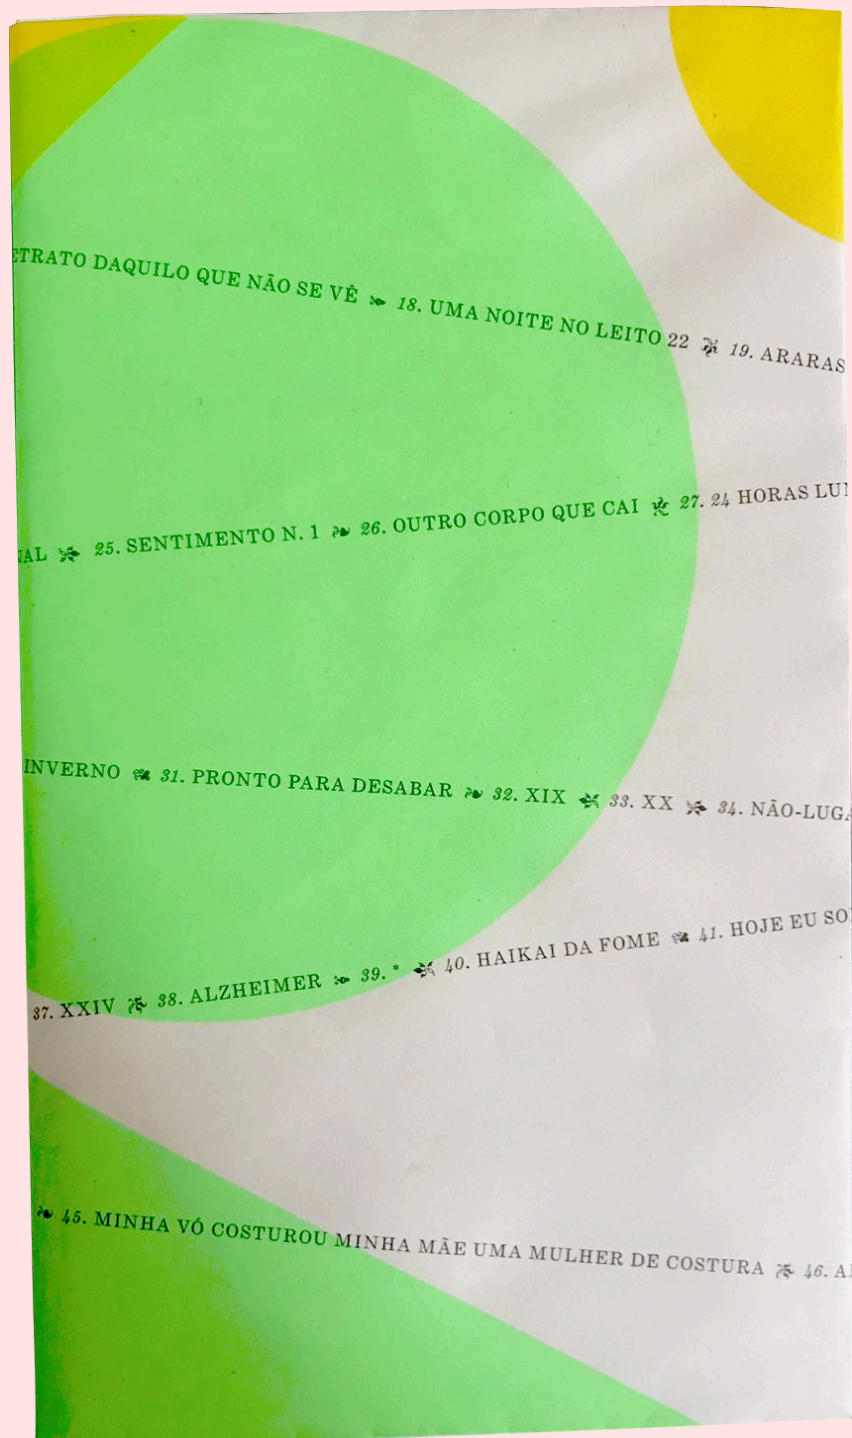 DAQUILO QUE NÃO SE VÊ 18. UMA NOITE NO LEITO 22 19. ARARAS
25. SENTIMENTO N. 1 26. OUTRO CORPO QUE CAI 27. 24 HORAS
INVERNO 31. PRONTO PARA DESABAR 32. XIX 33. XX 34.
37. XXIV 38. ALZHEIMER 39. * 40. HAIKAI DA FOME 41. HOJE EU
45. MINHA VÓ COSTUROU MINHA MÃE UMA MULHER DE COSTURA 46.